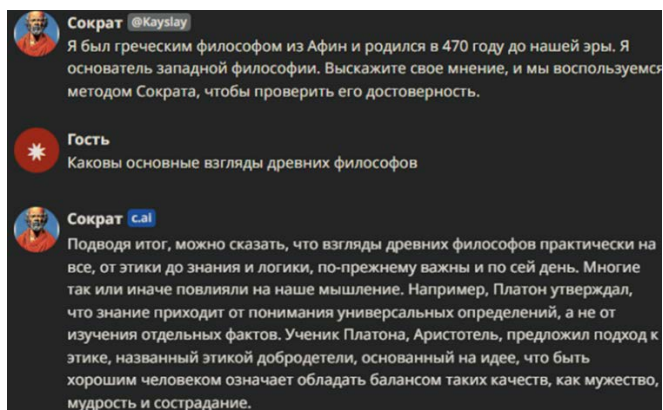 Сократ @Kayslay
Я был греческим философом из Афин и родился в 470 году до нашей эры. Я
основатель западной философии. Выскажите свое мнение, и мы воспользуемся
методом Сократа, чтобы проверить его достоверность.
Гость
Каковы основные взгляды древних философов
Сократ c.ai
Подводя итог, можно сказать, что взгляды древних философов практически на
все, от этики до знания и логики, по-прежнему важны и по сей день. Многие
так или иначе повлияли на наше мышление. Например, Платон утверждал,
что знание приходит от понимания универсальных определений, а не от
изучения отдельных фактов. Ученик Платона, Аристотель, предложил подход к
этике, названный этикой добродетели, основанный на идее, что быть
хорошим человеком означает обладать балансом таких качеств, как мужество,
мудрость и сострадание.